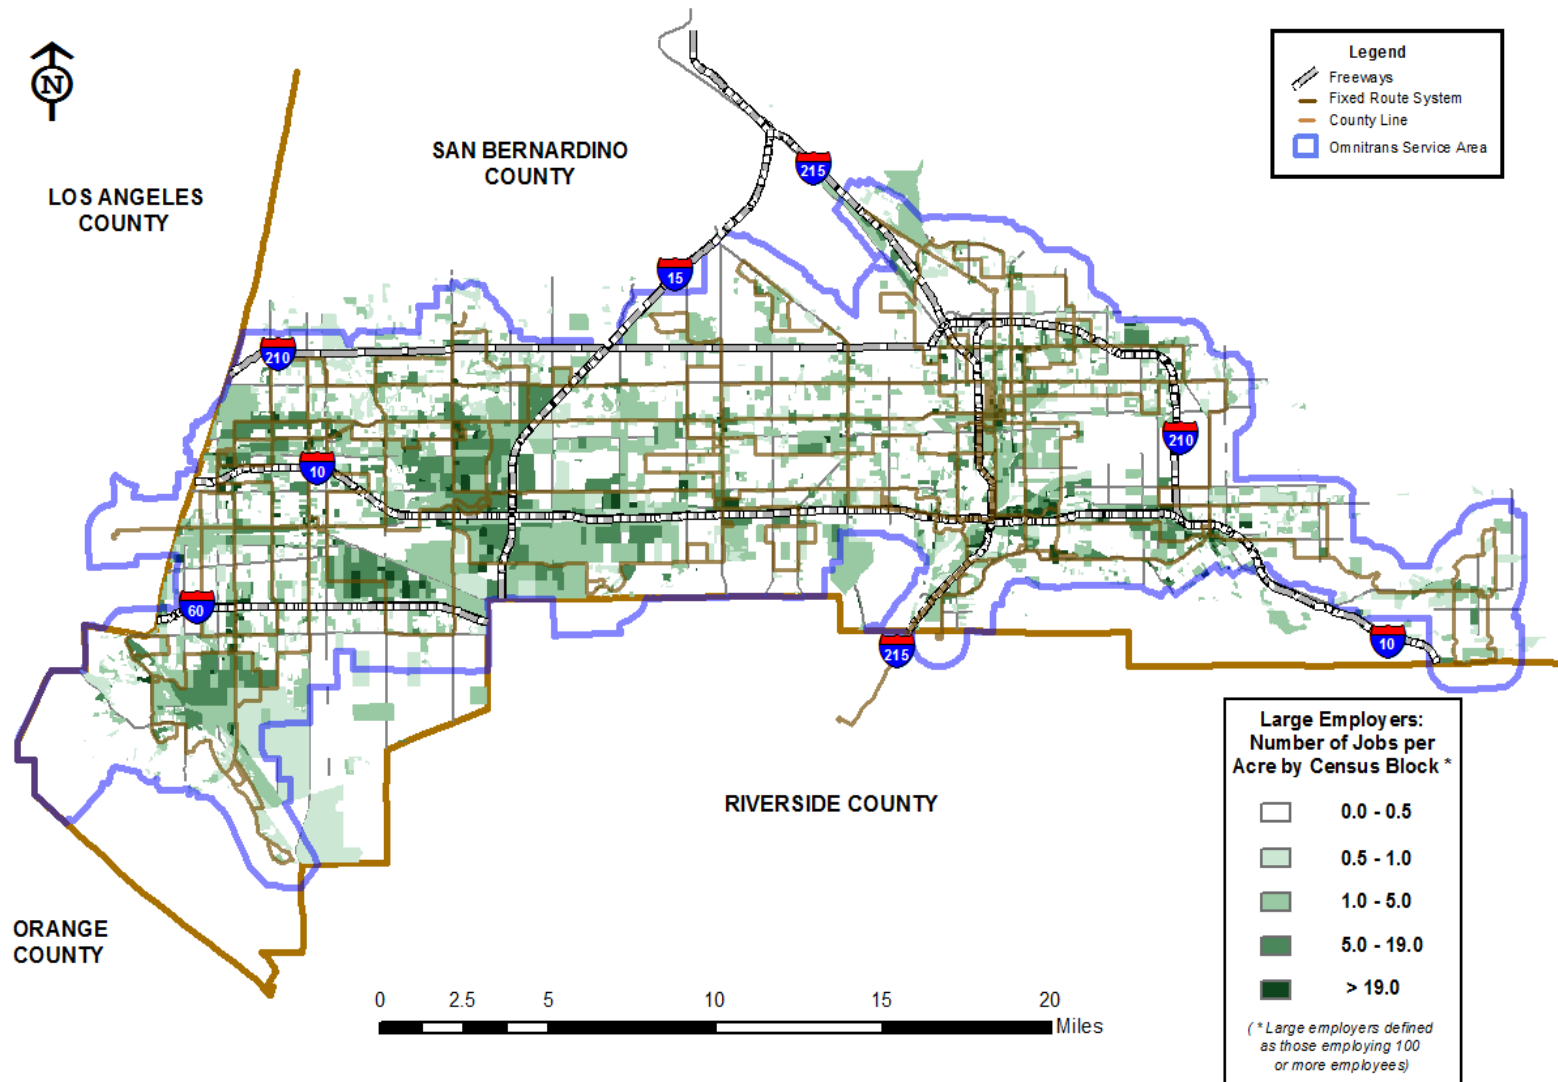 N
LOS ANGELES
COUNTY
SAN BERNARDINO
COUNTY
Legend
Freeways
Fixed Route System
County Line
Omnitrans Service Area
215
15
210
210
10
60
215
10
RIVERSIDE COUNTY
ORANGE
COUNTY
Large Employers:
Number of Jobs per
Acre by Census Block *
0.0 - 0.5
0.5 - 1.0
1.0 - 5.0
5.0 - 19.0
> 19.0
( * Large employers defined
as those employing 100
or more employees)
0 2.5 5 10 15 20
Miles